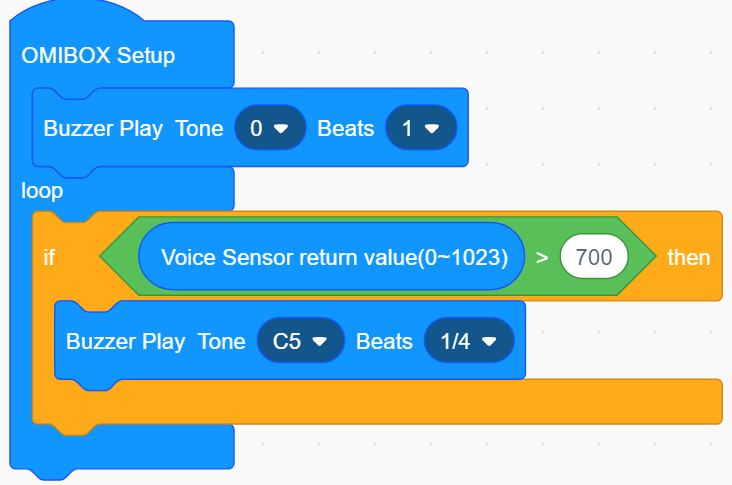 OMIBOX Setup
Buzzer Play Tone 0 Beats 1
loop
if Voice Sensor return value(0~1023) > 700 then
Buzzer Play Tone C5 Beats 1/4